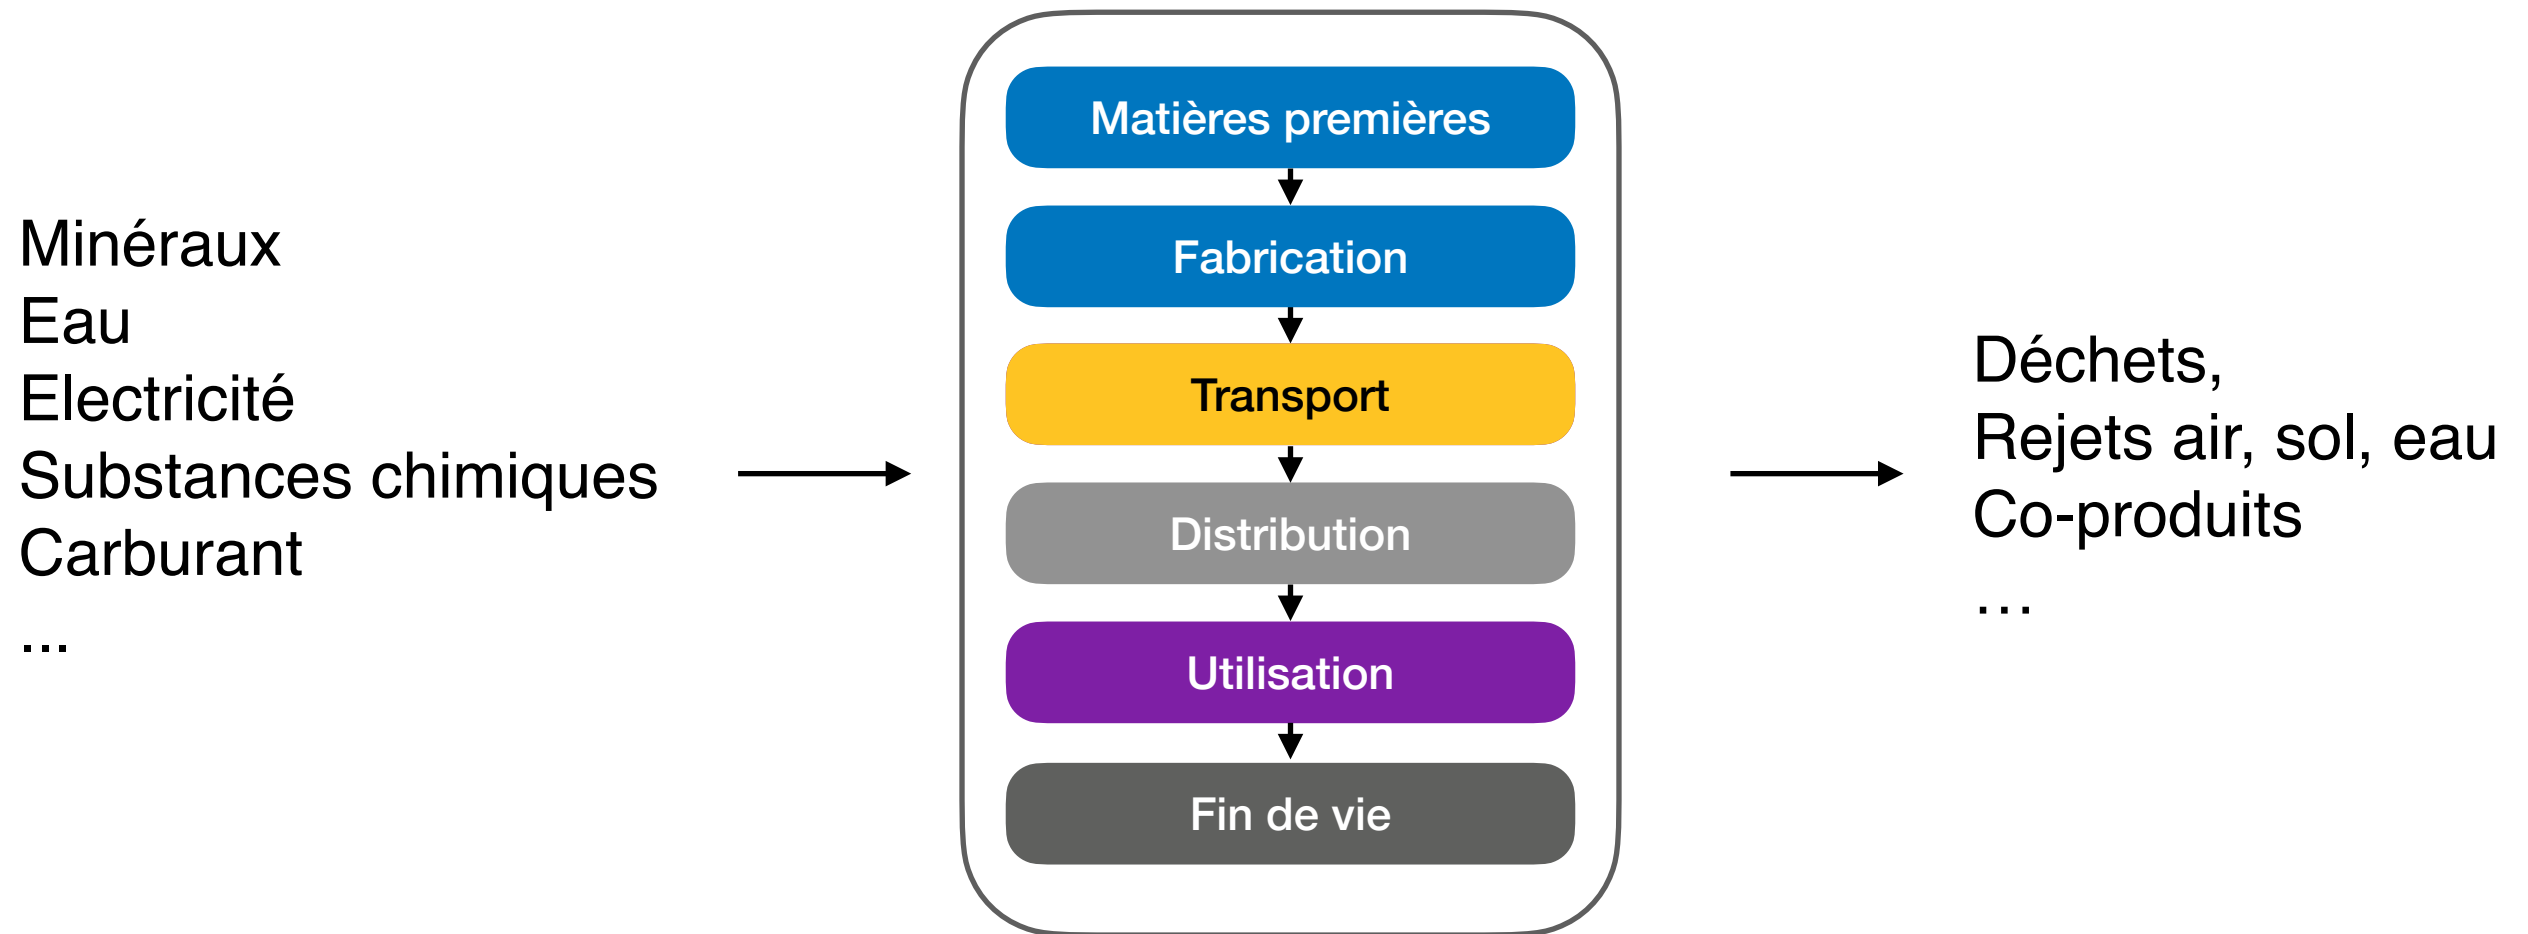 Minéraux
Eau
Electricité
Substances chimiques
Carburant
...
Matières premières
Fabrication
Transport
Distribution
Utilisation
Fin de vie
Déchets,
Rejets air, sol, eau
Co-produits
…